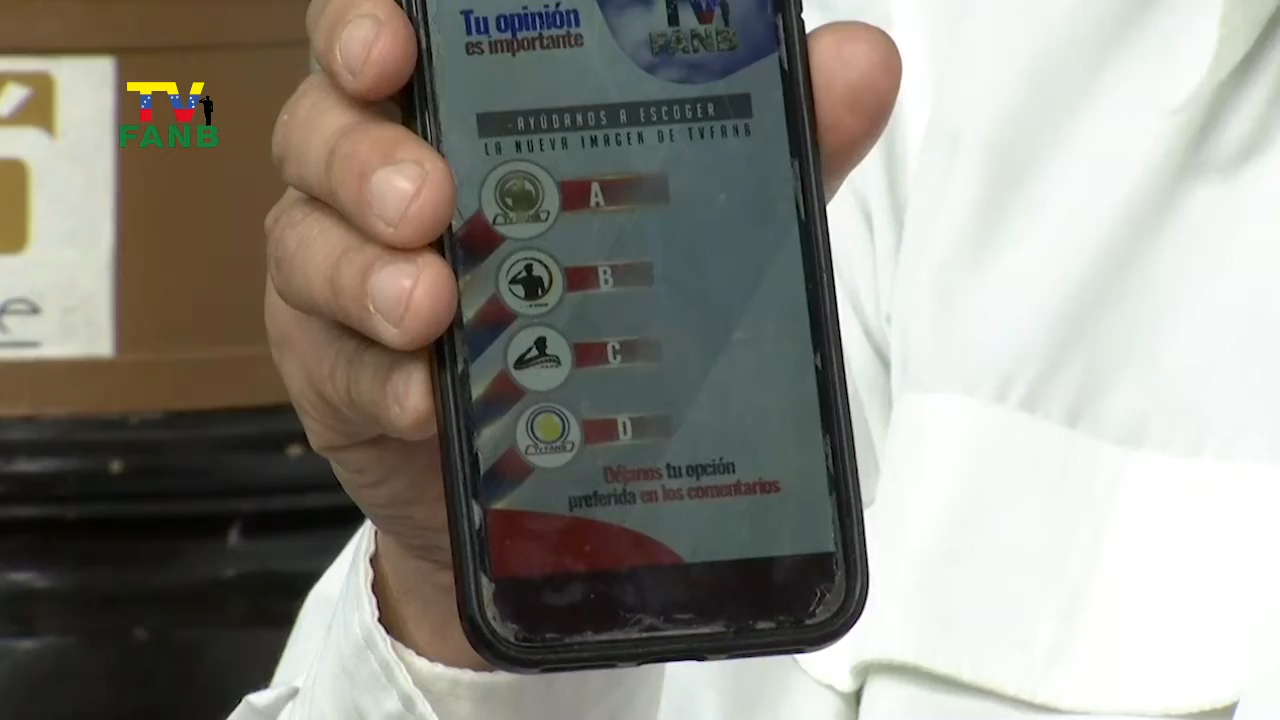 TV
FANB
é
e
Tu opinión
es importante
TV
FANB
AYÚDANOS A ESCOGER
LA NUEVA IMAGEN DE TVFANB
A
B
C
D
TVFANB
Déjanos tu opción
preferida en los comentarios